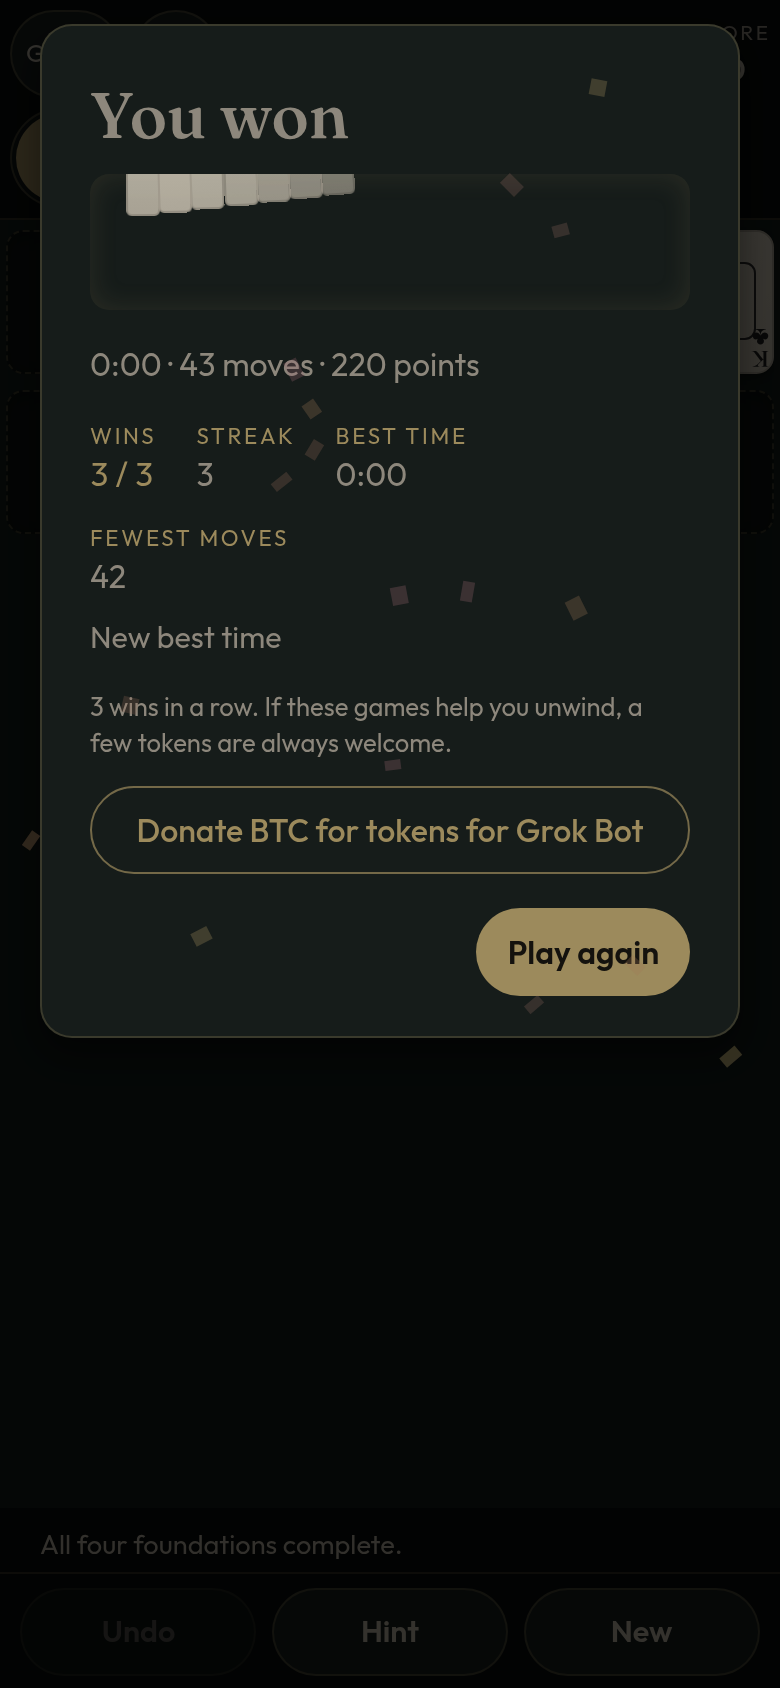 G
ORE
You won
K
0:00 · 43 moves · 220 points
WINS STREAK BEST TIME
3 / 3 3 0:00
FEWEST MOVES
42
New best time
3 wins in a row. If these games help you unwind, a
few tokens are always welcome.
Donate BTC for tokens for Grok Bot
Play again
All four foundations complete.
Undo Hint New